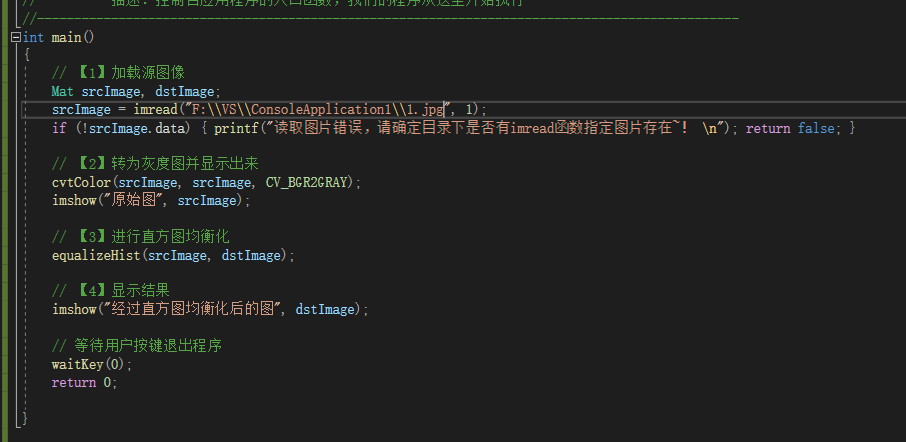 //          描述：控制台应用程序的入口函数，我们的程序从这里开始执行
//-----------------------------------------------------------------------------------------------
int main()
{
    // 【1】加载源图像
    Mat srcImage, dstImage;
    srcImage = imread("F:\\VS\\ConsoleApplication1\\1.jpg", 1);
    if (!srcImage.data) { printf("读取图片错误，请确定目录下是否有imread函数指定图片存在~！ \n"); return false; }

    // 【2】转为灰度图并显示出来
    cvtColor(srcImage, srcImage, CV_BGR2GRAY);
    imshow("原始图", srcImage);

    // 【3】进行直方图均衡化
    equalizeHist(srcImage, dstImage);

    // 【4】显示结果
    imshow("经过直方图均衡化后的图", dstImage);

    // 等待用户按键退出程序
    waitKey(0);
    return 0;

}